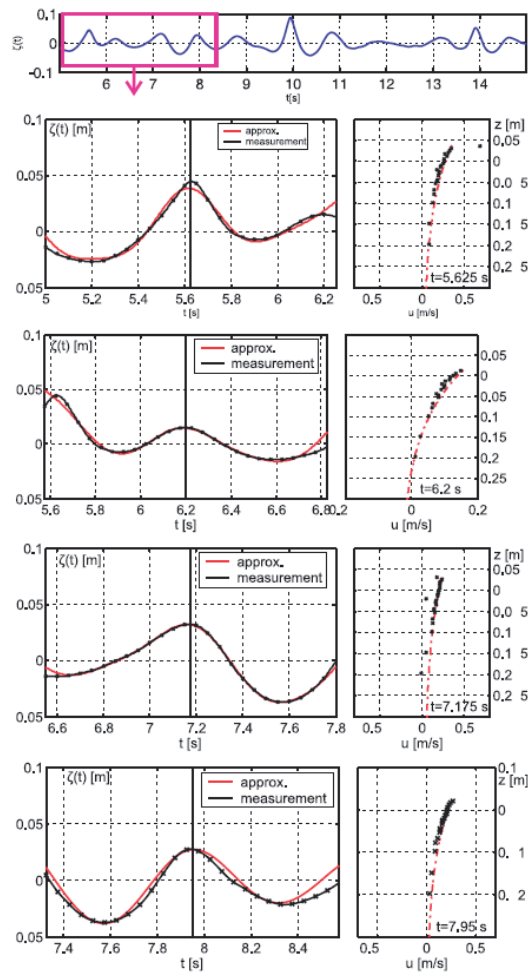 0.1
ζ(t)
0
-0.1
6 7 8 9 10 11 12 13 14
t[s]
0.1
ζ(t) [m]
approx.
measurement
0.05
0
0.05
5 5.2 5.4 5.6 5.8 6 6.2
t [s]
z [m]
0.05
0
0.0 5
0.1
0.1 5
0.2
0.2 5
t=5,625 s
0 0.5
u [m/s]
0.1
ζ(t) [m]
approx.
measurement
0.05
0
0.05
5.6 5.8 6 6.2 6.4 6.6 6.8
t [s]
z [m]
0.05
0
0.05
0.1
0.15
0.2
0.25
t=6.2 s
0.2 0 0.2
u [m/s]
0.1
ζ(t) [m]
approx.
measurement
0.05
0
0.05
6.6 6.8 7 7.2 7.4 7.6 7.8
t [s]
z [m]
0.05
0
0.0 5
0.1
0.1 5
0.2
0.2 5
t=7.175 s
0 0.5
u [m/s]
0.1
ζ(t) [m]
approx.
measurement
0.05
0
0.05
7.4 7.6 7.8 8 8.2 8.4
t [s]
0. 1
z [m]
0
0. 1
0. 2
t=7,95 s
0 0.5
u [m/s]